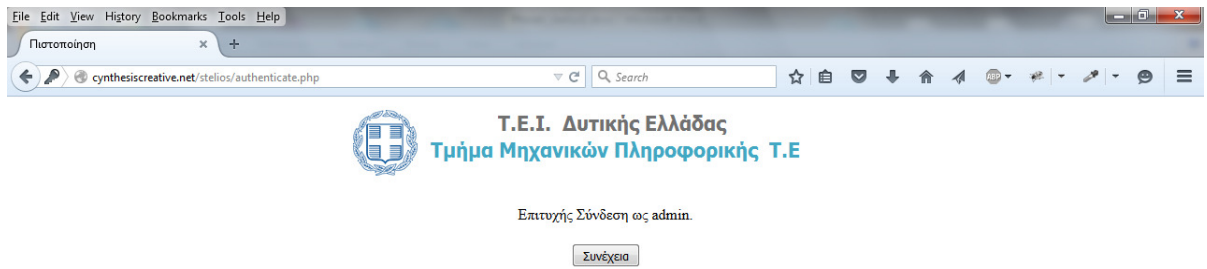 File Edit View History Bookmarks Tools Help
Πιστοποίηση
cynthesiscreative.net/stelios/authenticate.php
Search
ABP
Τ.Ε.Ι. Δυτικής Ελλάδας
Τμήμα Μηχανικών Πληροφορικής Τ.Ε
Επιτυχής Σύνδεση ως admin.
Συνέχεια